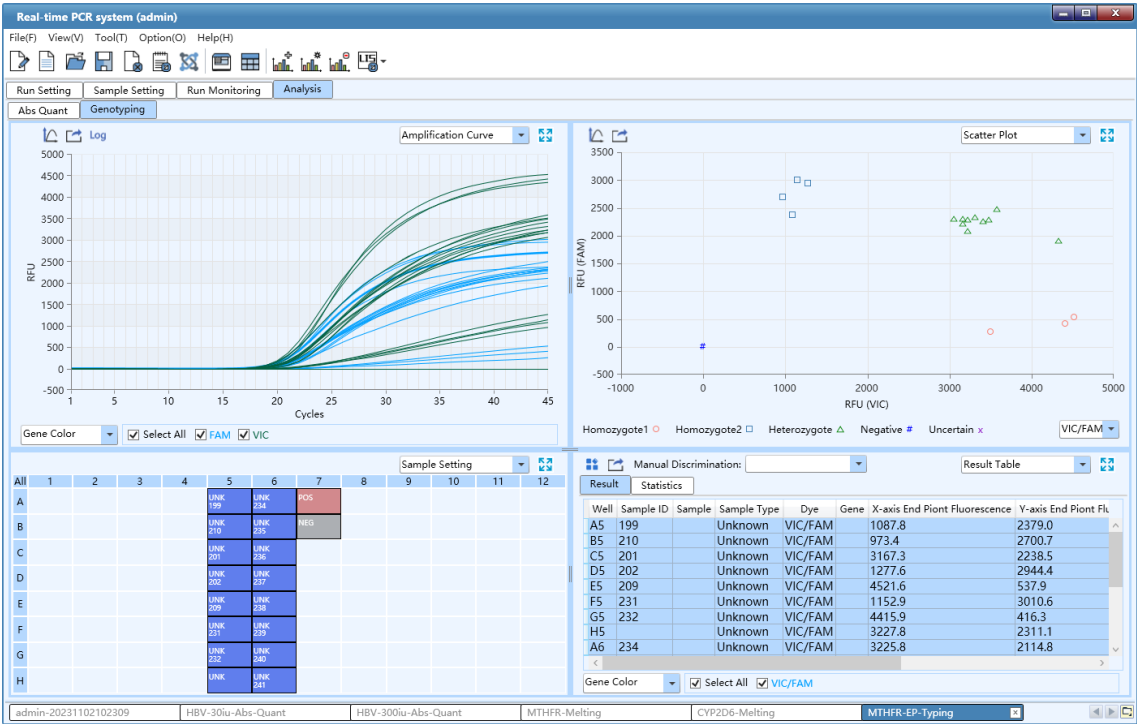 Real-time PCR system (admin)
File(F) View(V) Tool(T) Option(O) Help(H)
LIS
Run Setting Sample Setting Run Monitoring Analysis
Abs Quant Genotyping
Log Amplification Curve
RFU
5000
4500
4000
3500
3000
2500
2000
1500
1000
500
0
-500
1 5 10 15 20 25 30 35 40 45
Cycles
Gene Color Select All FAM VIC
Scatter Plot
RFU (FAM)
3500
3000
2500
2000
1500
1000
500
0
-500
#
-1000 0 1000 2000 3000 4000 5000
RFU (VIC)
Homozygote1 Homozygote2 Heterozygote Negative # Uncertain x VIC/FAM
Sample Setting
All 1 2 3 4 5 6 7 8 9 10 11 12
A UNK 199 UNK 234 POS
B UNK 210 UNK 235 NEG
C UNK 201 UNK 236
D UNK 202 UNK 237
E UNK 209 UNK 238
F UNK 231 UNK 239
G UNK 232 UNK 240
H UNK UNK 241
Manual Discrimination: Result Table
Result Statistics
Well Sample ID Sample Sample Type Dye Gene X-axis End Piont Fluorescence Y-axis End Piont Flu
A5 199 Unknown VIC/FAM 1087.8 2379.0
B5 210 Unknown VIC/FAM 973.4 2700.7
C5 201 Unknown VIC/FAM 3167.3 2238.5
D5 202 Unknown VIC/FAM 1277.6 2944.4
E5 209 Unknown VIC/FAM 4521.6 537.9
F5 231 Unknown VIC/FAM 1152.9 3010.6
G5 232 Unknown VIC/FAM 4415.9 416.3
H5 Unknown VIC/FAM 3227.8 2311.1
A6 234 Unknown VIC/FAM 3225.8 2114.8
Gene Color Select All VIC/FAM
admin-20231102102309 HBV-30iu-Abs-Quant HBV-300iu-Abs-Quant MTHFR-Melting CYP2D6-Melting MTHFR-EP-Typing